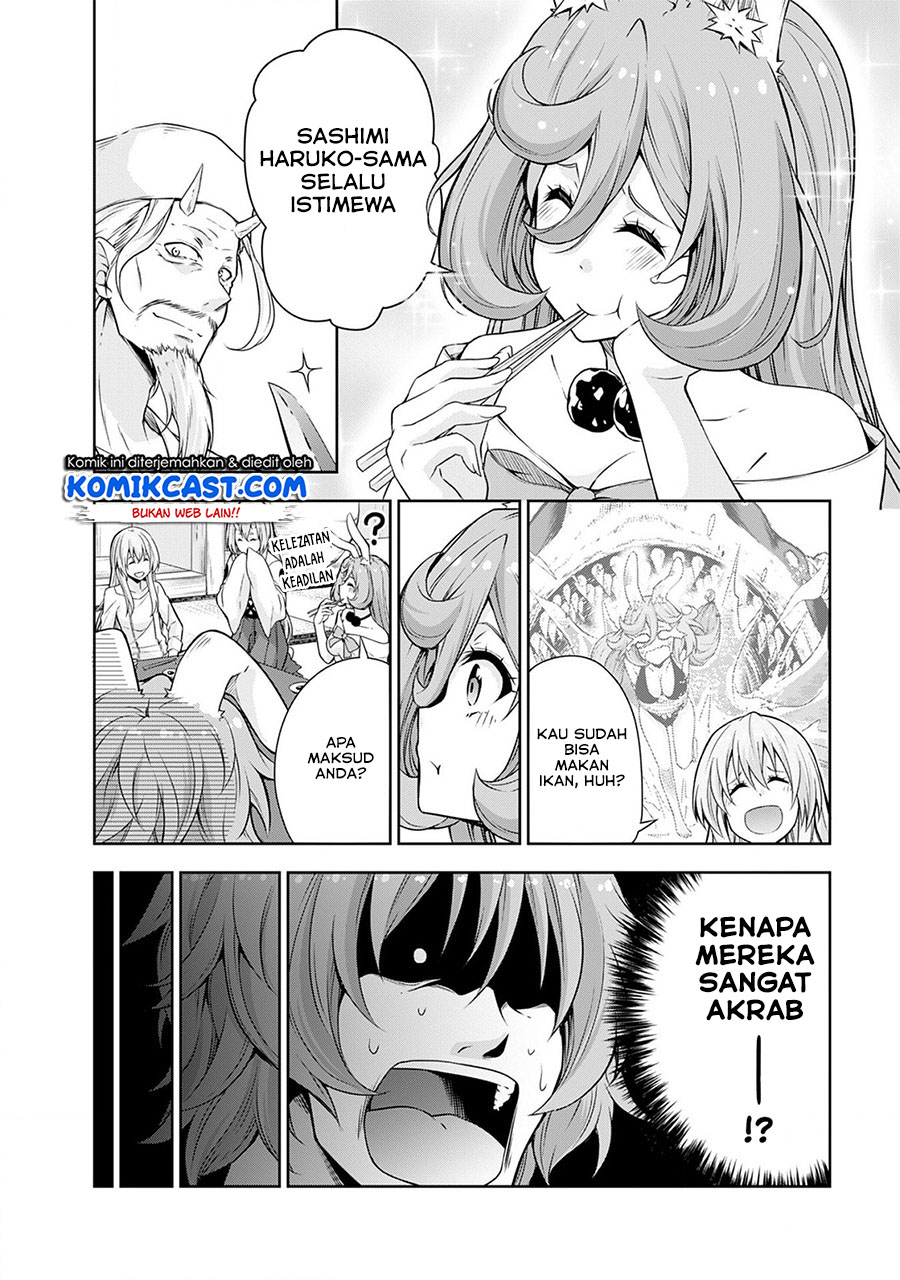 SASHIMI
HARUKO-SAMA
SELALU
ISTIMEWA
Komik ini diterjemahkan & diedit oleh
KOMIKCAST.COM
BUKAN WEB LAIN!!
KAU SUDAH
BISA
MAKAN
IKAN, HUH?
?
KELEZATAN
ADALAH
KEADILAN
APA
MAKSUD
ANDA?
KENAPA
MEREKA
SANGAT
AKRAB
—
!?